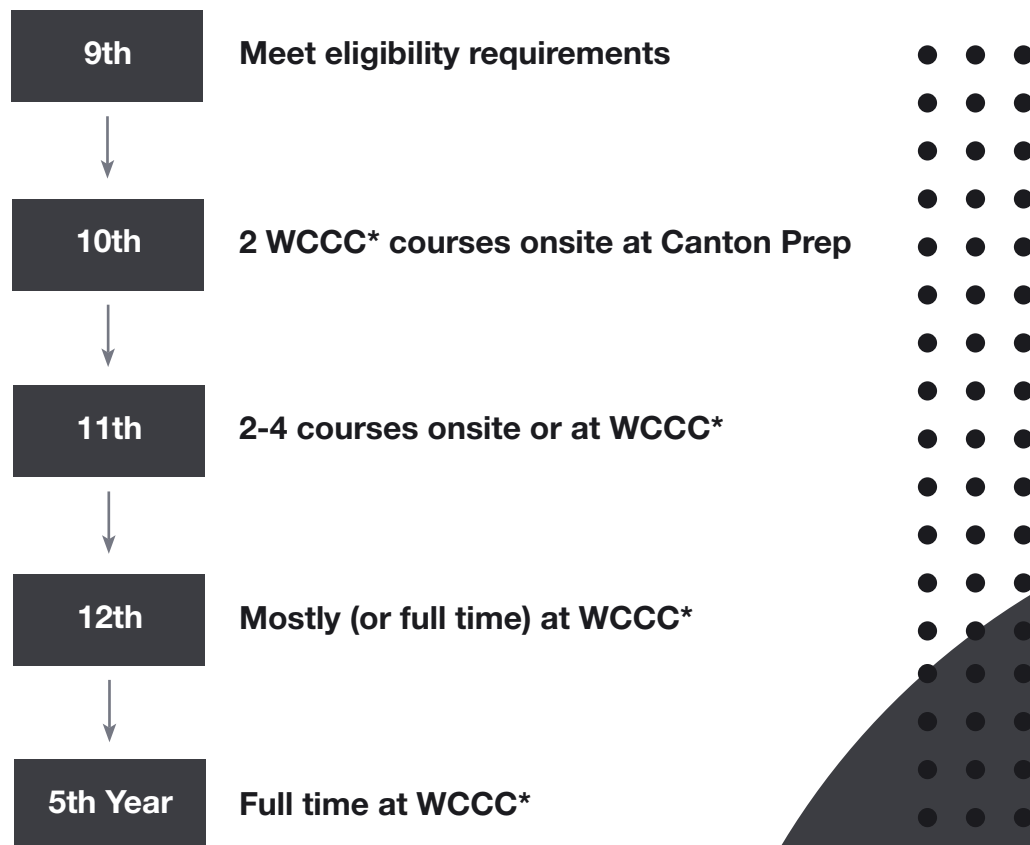 9th Meet eligibility requirements
10th 2 WCCC* courses onsite at Canton Prep
11th 2-4 courses onsite or at WCCC*
12th Mostly (or full time) at WCCC*
5th Year Full time at WCCC*